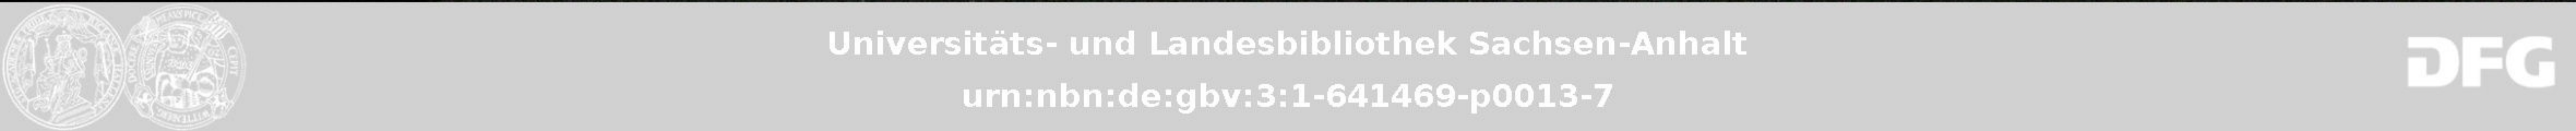 Universitäts- und Landesbibliothek Sachsen-Anhalt
urn:nbn:de:gbv:3:1-641469-p0013-7
DFG